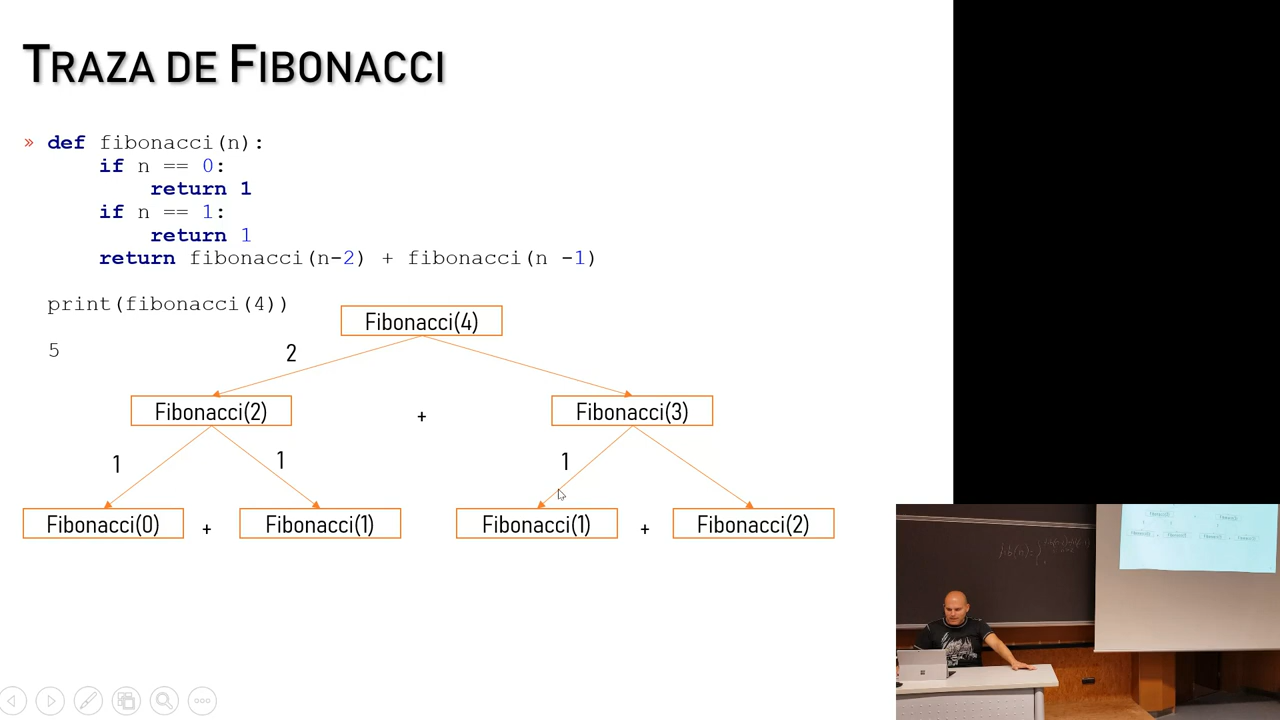 TRAZA DE FIBONACCI
» def fibonacci(n):
if n == 0:
return 1
if n == 1:
return 1
return fibonacci(n-2) + fibonacci(n -1)
print(fibonacci(4))
5
Fibonacci(4)
2
Fibonacci(2) + Fibonacci(3)
1 1 1
Fibonacci(0) + Fibonacci(1) Fibonacci(1) + Fibonacci(2)